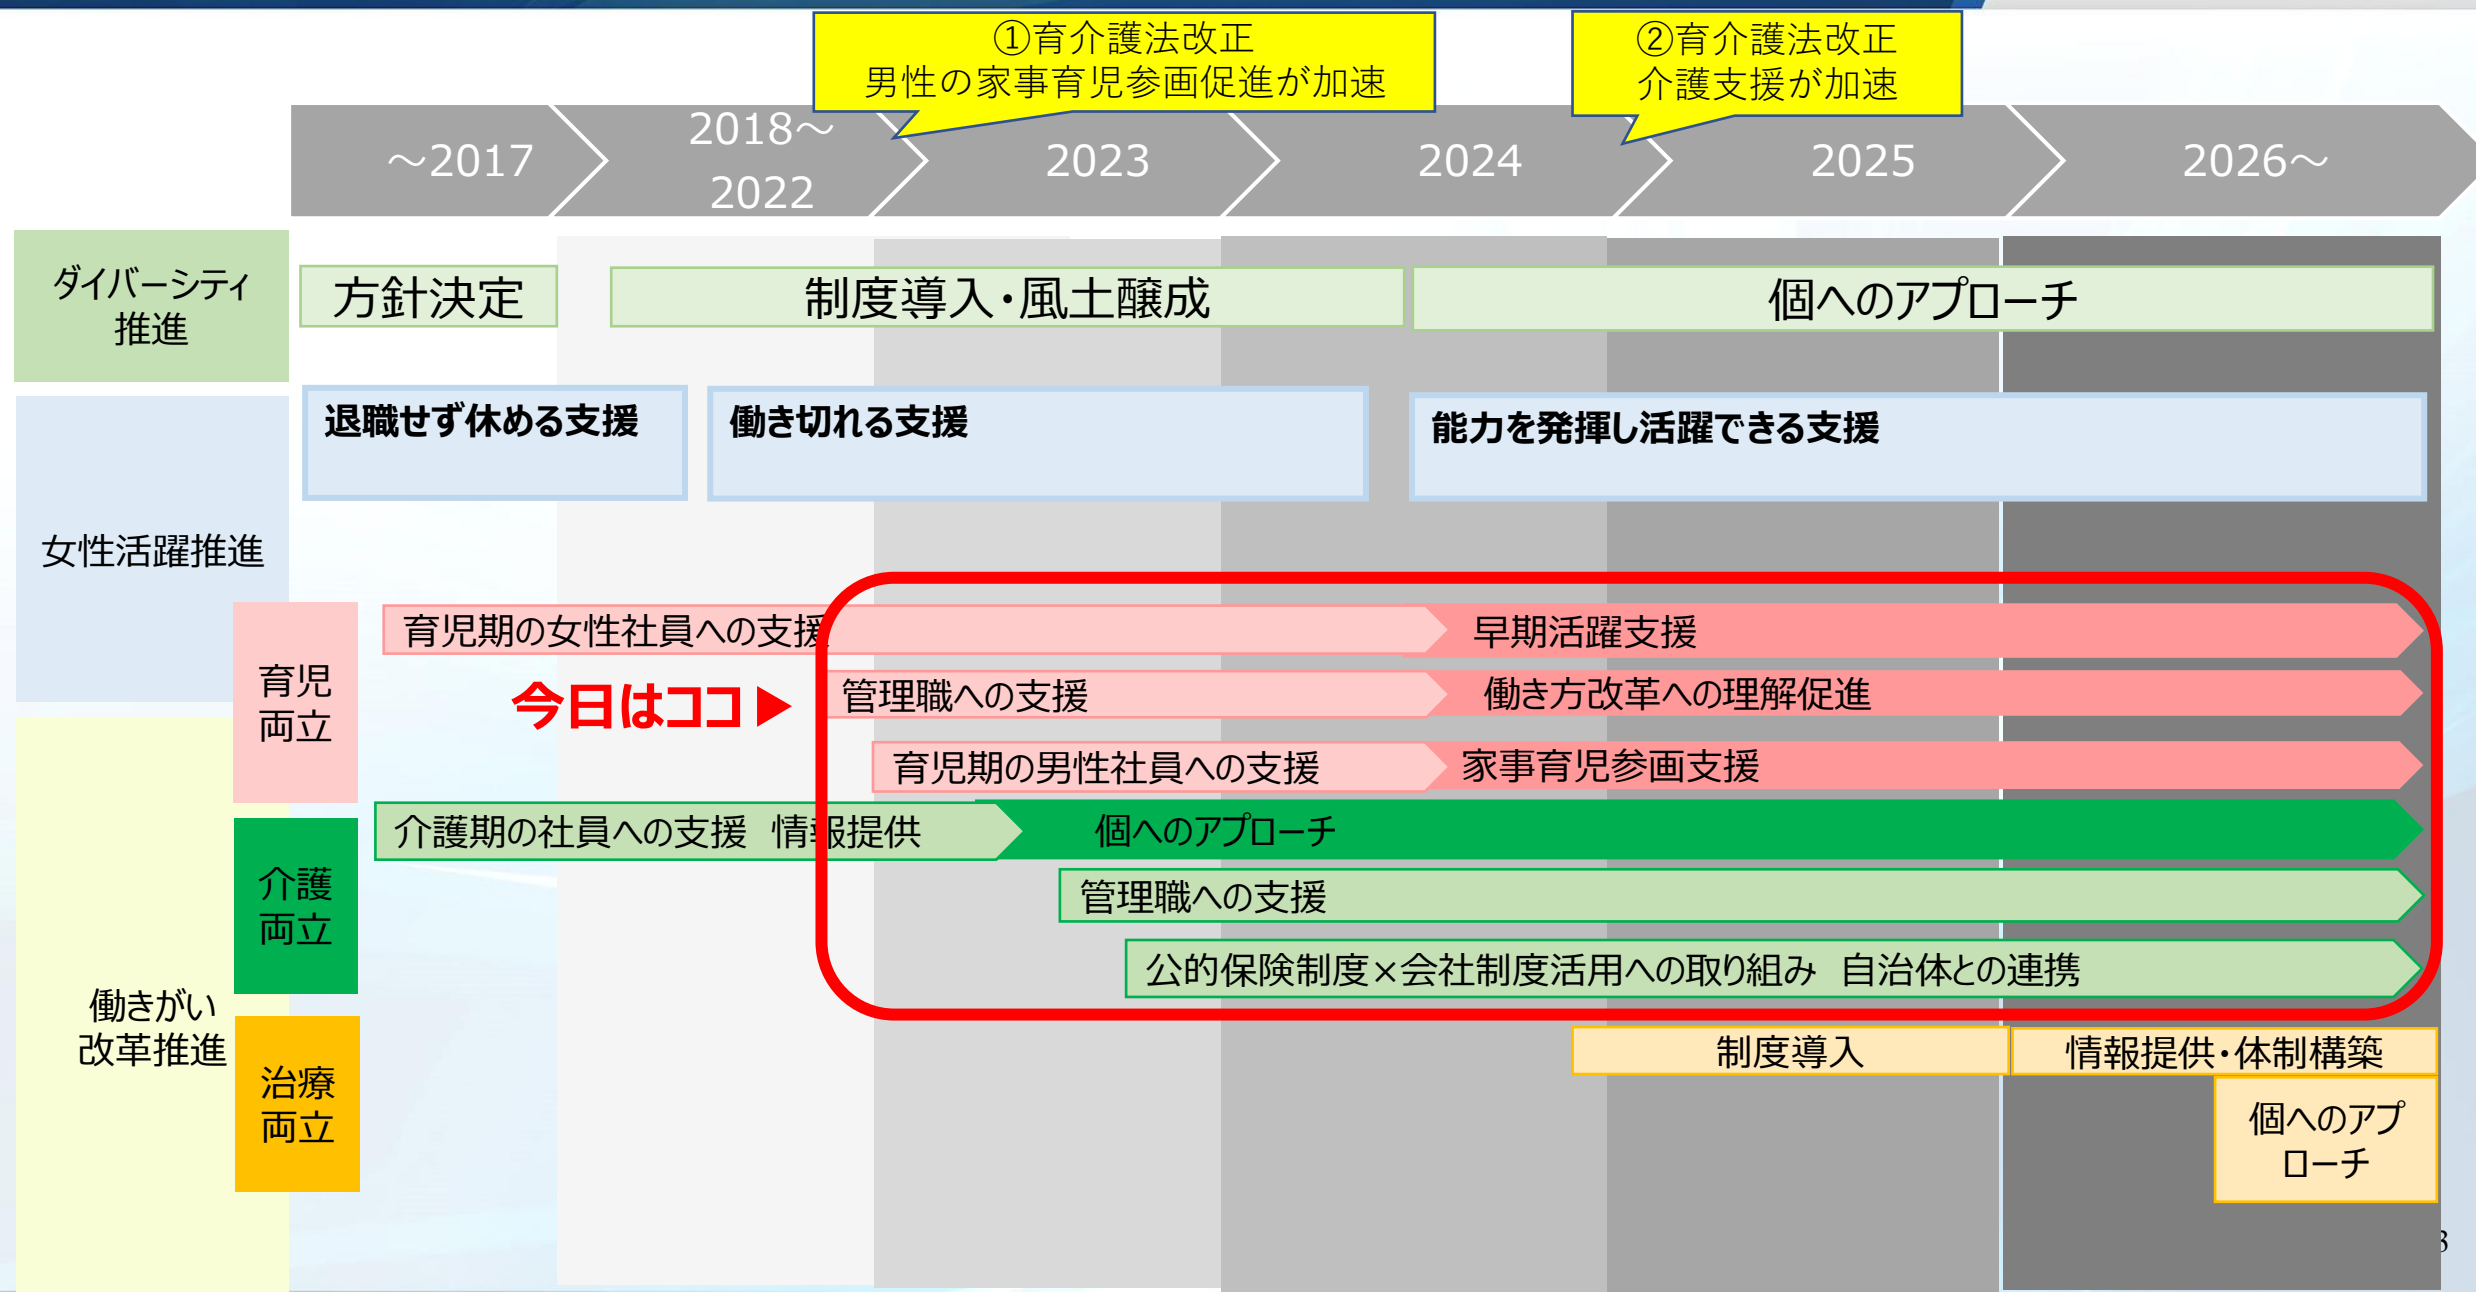 ①育介護法改正
男性の家事育児参画促進が加速
②育介護法改正
介護支援が加速
～2017
2018～
2022
2023
2024
2025
2026～
ダイバーシティ
推進
方針決定
制度導入・風土醸成
個へのアプローチ
女性活躍推進
退職せず休める支援
働き切れる支援
能力を発揮し活躍できる支援
育児
両立
育児期の女性社員への支援
早期活躍支援
今日はココ▶
管理職への支援
働き方改革への理解促進
育児期の男性社員への支援
家事育児参画支援
働きがい
改革推進
介護
両立
介護期の社員への支援　情報提供
個へのアプローチ
管理職への支援
公的保険制度×会社制度活用への取り組み　自治体との連携
治療
両立
制度導入
情報提供・体制構築
個へのアプ
ローチ